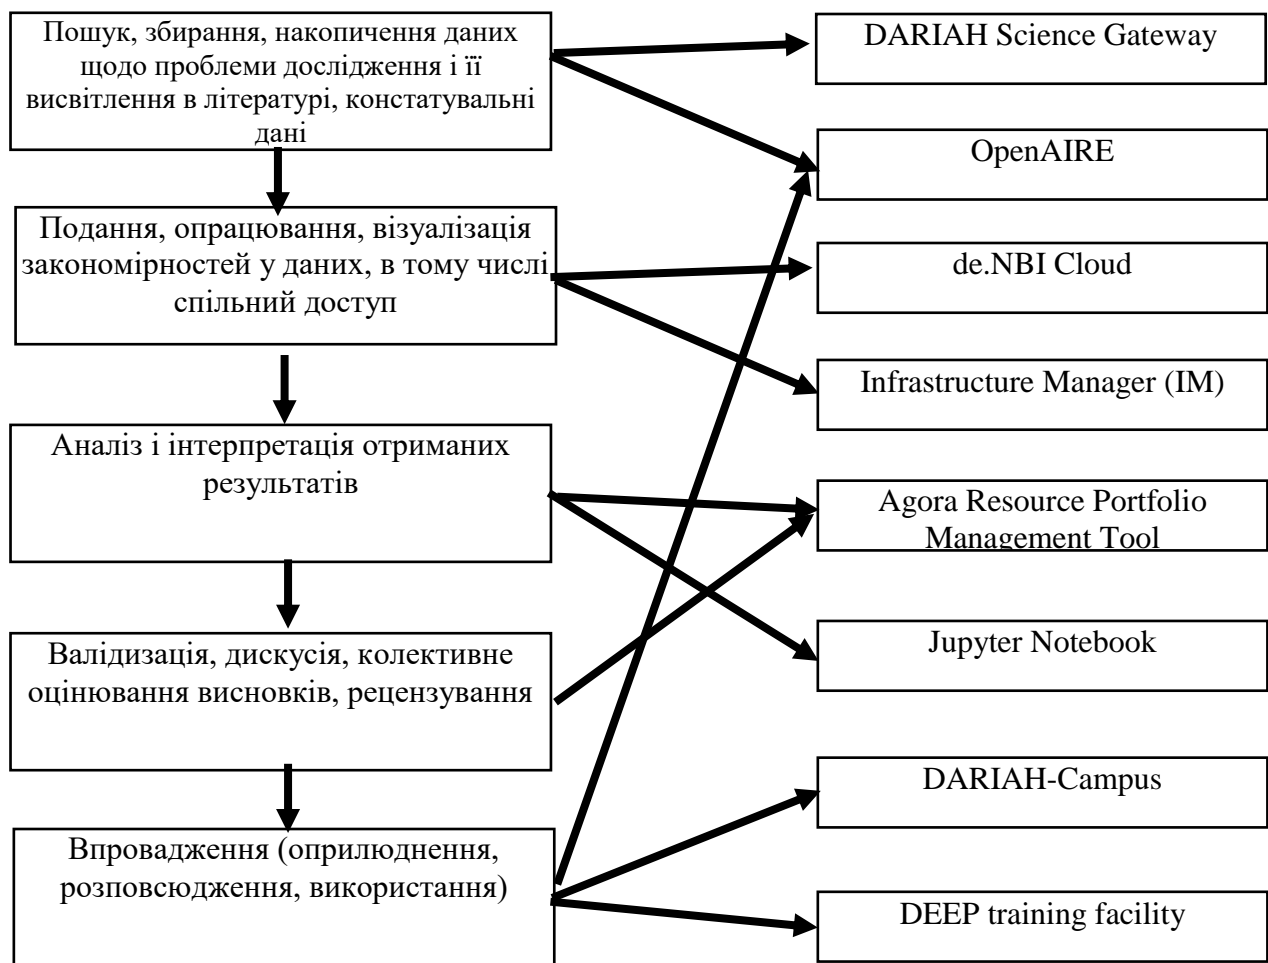 Пошук, збирання, накопичення даних
щодо проблеми дослідження і її
висвітлення в літературі, констатувальні
дані
Подання, опрацювання, візуалізація
закономірностей у даних, в тому числі
спільний доступ
Аналіз і інтерпретація отриманих
результатів
Валідизація, дискусія, колективне
оцінювання висновків, рецензування
Впровадження (оприлюднення,
розповсюдження, використання)
DARIAH Science Gateway
OpenAIRE
de.NBI Cloud
Infrastructure Manager (IM)
Agora Resource Portfolio
Management Tool
Jupyter Notebook
DARIAH-Campus
DEEP training facility